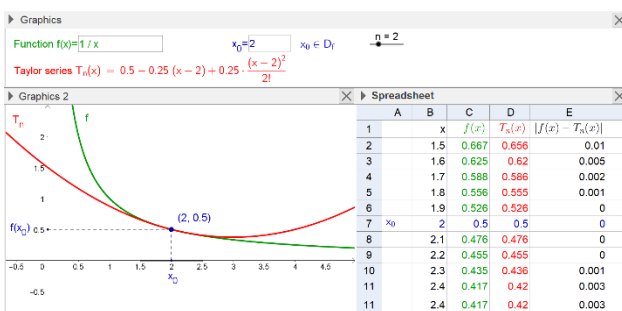 Graphics
Function f(x)= 1 / x x₀= 2 x₀ ∈ D_f n = 2
Taylor series Tₙ(x) = 0.5 − 0.25 (x − 2) + 0.25 · (x − 2)² / 2!
Graphics 2
Tₙ f
2
1.5
1
(2, 0.5)
f(x₀) 0.5
-0.5 0 0.5 1 1.5 2 2.5 3 3.5 4 4.5
x₀
-0.5
Spreadsheet
A B C D E
1 x f(x) Tₙ(x) |f(x) − Tₙ(x)|
2 1.5 0.667 0.656 0.01
3 1.6 0.625 0.62 0.005
4 1.7 0.588 0.586 0.002
5 1.8 0.556 0.555 0.001
6 1.9 0.526 0.526 0
7 x₀ 2 0.5 0.5 0
8 2.1 0.476 0.476 0
9 2.2 0.455 0.455 0
10 2.3 0.435 0.436 0.001
11 2.4 0.417 0.42 0.003
11 2.4 0.417 0.42 0.003